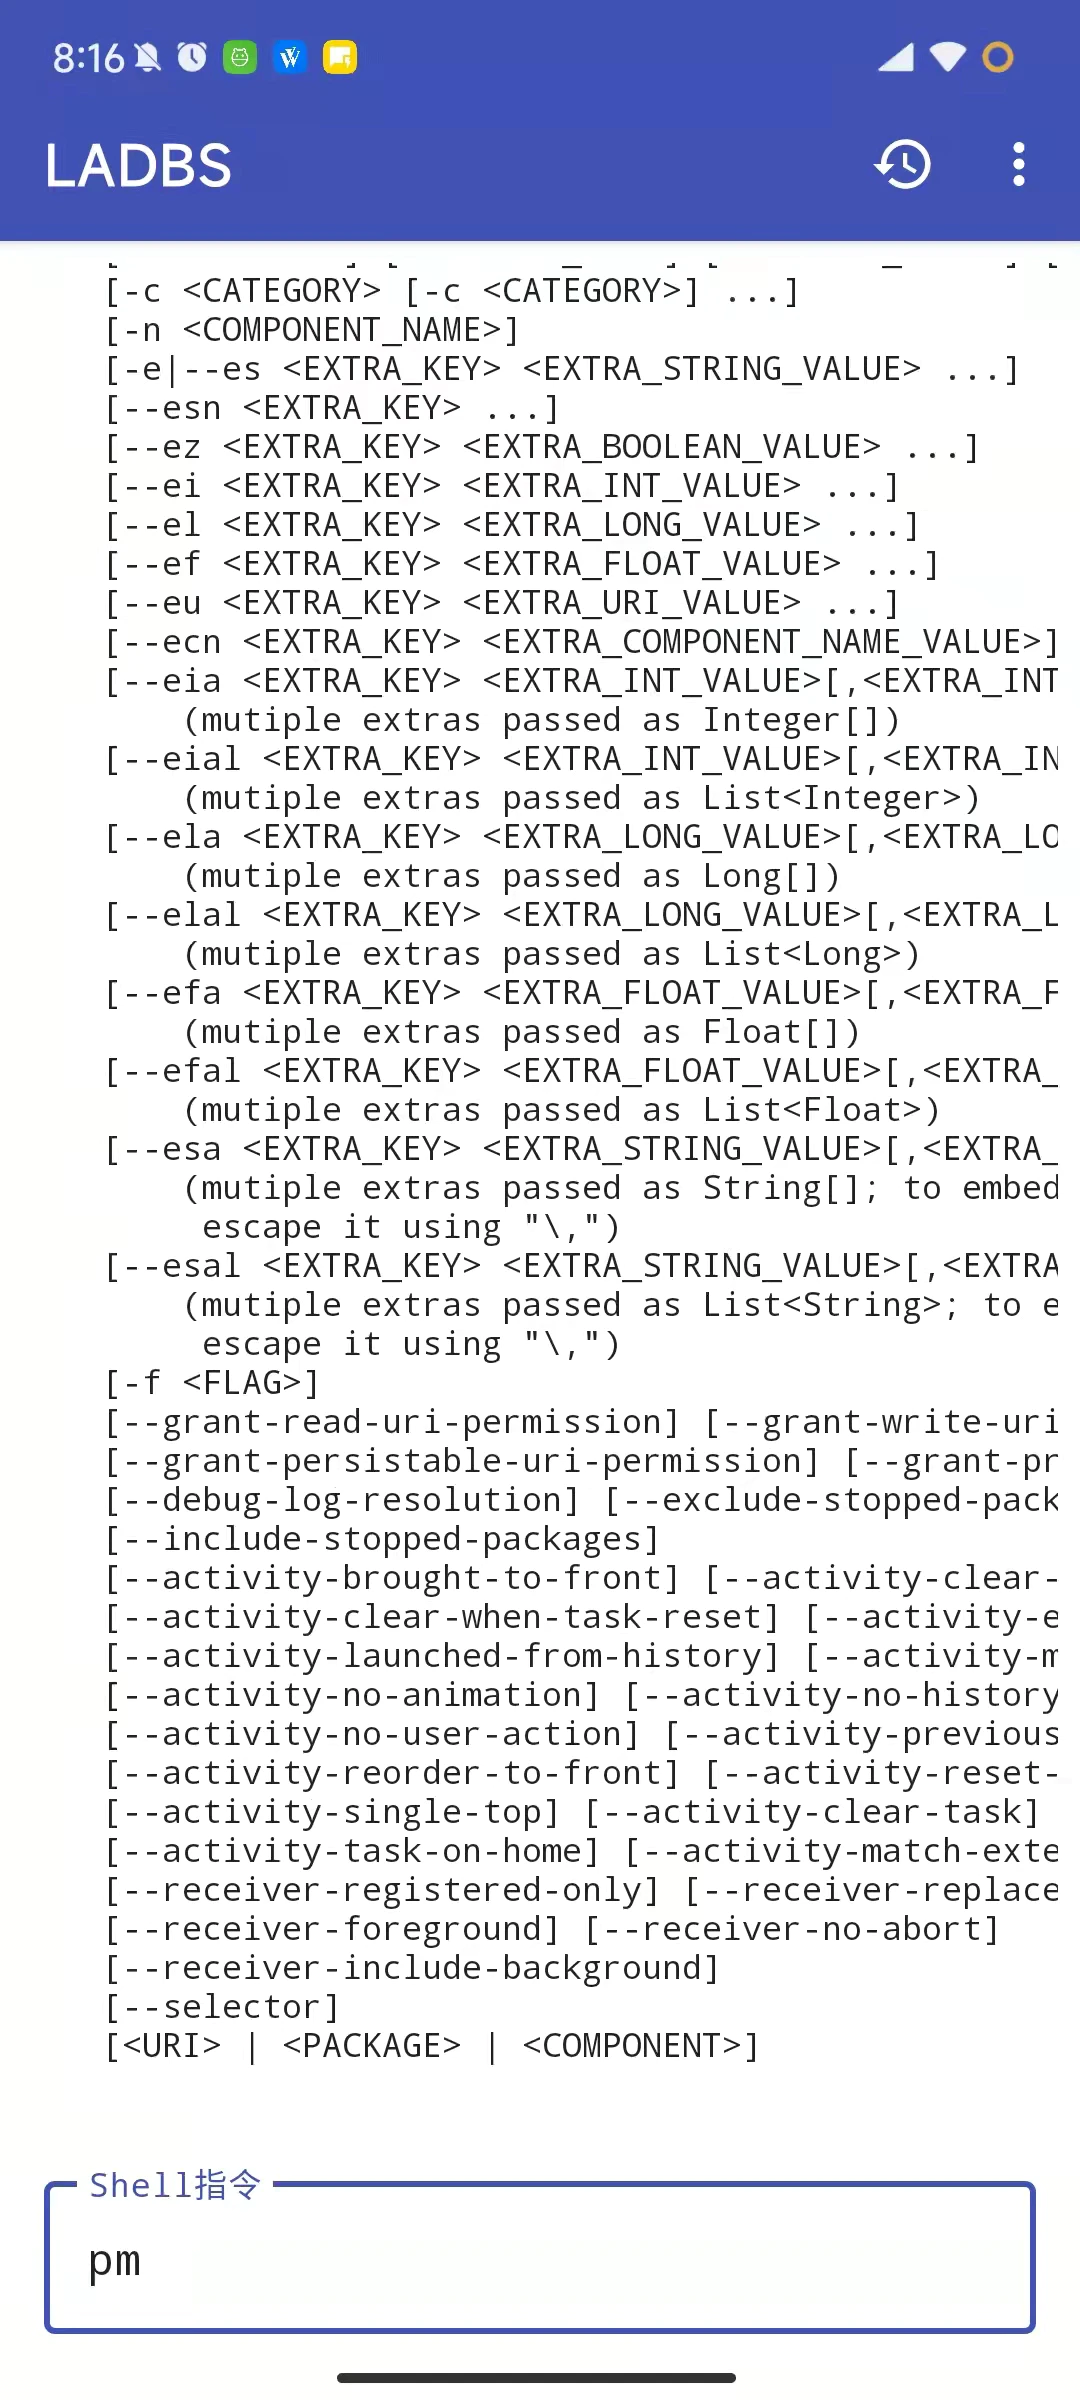 8:16
LADBS
[-c <CATEGORY> [-c <CATEGORY>] ...]
[-n <COMPONENT_NAME>]
[-e|--es <EXTRA_KEY> <EXTRA_STRING_VALUE> ...]
[--esn <EXTRA_KEY> ...]
[--ez <EXTRA_KEY> <EXTRA_BOOLEAN_VALUE> ...]
[--ei <EXTRA_KEY> <EXTRA_INT_VALUE> ...]
[--el <EXTRA_KEY> <EXTRA_LONG_VALUE> ...]
[--ef <EXTRA_KEY> <EXTRA_FLOAT_VALUE> ...]
[--eu <EXTRA_KEY> <EXTRA_URI_VALUE> ...]
[--ecn <EXTRA_KEY> <EXTRA_COMPONENT_NAME_VALUE>]
[--eia <EXTRA_KEY> <EXTRA_INT_VALUE>[,<EXTRA_INT
(mutiple extras passed as Integer[])
[--eial <EXTRA_KEY> <EXTRA_INT_VALUE>[,<EXTRA_IN
(mutiple extras passed as List<Integer>)
[--ela <EXTRA_KEY> <EXTRA_LONG_VALUE>[,<EXTRA_LO
(mutiple extras passed as Long[])
[--elal <EXTRA_KEY> <EXTRA_LONG_VALUE>[,<EXTRA_L
(mutiple extras passed as List<Long>)
[--efa <EXTRA_KEY> <EXTRA_FLOAT_VALUE>[,<EXTRA_F
(mutiple extras passed as Float[])
[--efal <EXTRA_KEY> <EXTRA_FLOAT_VALUE>[,<EXTRA_
(mutiple extras passed as List<Float>)
[--esa <EXTRA_KEY> <EXTRA_STRING_VALUE>[,<EXTRA_
(mutiple extras passed as String[]; to embed
escape it using "\,")
[--esal <EXTRA_KEY> <EXTRA_STRING_VALUE>[,<EXTRA
(mutiple extras passed as List<String>; to e
escape it using "\,")
[-f <FLAG>]
[--grant-read-uri-permission] [--grant-write-uri
[--grant-persistable-uri-permission] [--grant-pr
[--debug-log-resolution] [--exclude-stopped-pack
[--include-stopped-packages]
[--activity-brought-to-front] [--activity-clear-
[--activity-clear-when-task-reset] [--activity-e
[--activity-launched-from-history] [--activity-m
[--activity-no-animation] [--activity-no-history
[--activity-no-user-action] [--activity-previous
[--activity-reorder-to-front] [--activity-reset-
[--activity-single-top] [--activity-clear-task]
[--activity-task-on-home] [--activity-match-exte
[--receiver-registered-only] [--receiver-replace
[--receiver-foreground] [--receiver-no-abort]
[--receiver-include-background]
[--selector]
[<URI> | <PACKAGE> | <COMPONENT>]
Shell指令
pm